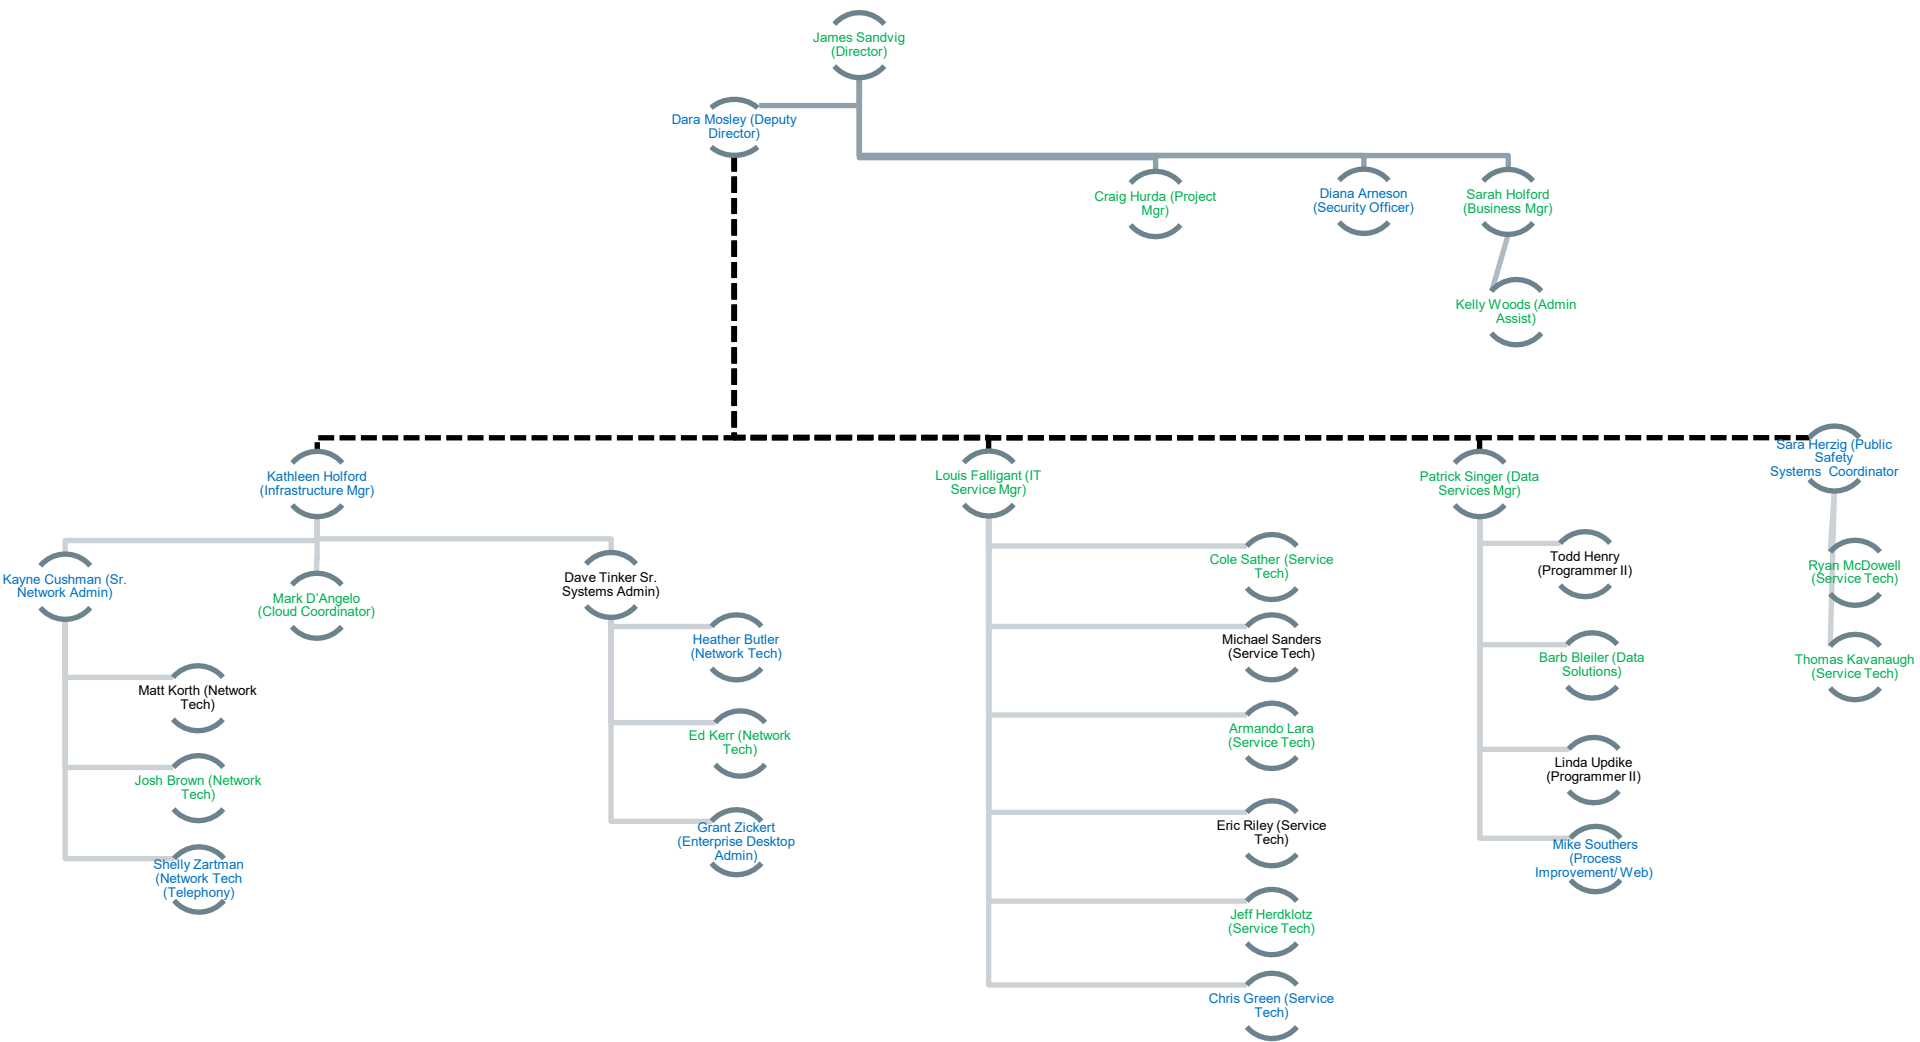 James Sandvig
(Director)
Dara Mosley (Deputy
Director)
Craig Hurda (Project
Mgr)
Diana Arneson
(Security Officer)
Sarah Holford
(Business Mgr)
Kelly Woods (Admin
Assist)
Kathleen Holford
(Infrastructure Mgr)
Kayne Cushman (Sr.
Network Admin)
Matt Korth (Network
Tech)
Josh Brown (Network
Tech)
Shelly Zartman
(Network Tech
(Telephony)
Mark D'Angelo
(Cloud Coordinator)
Dave Tinker Sr.
Systems Admin)
Heather Butler
(Network Tech)
Ed Kerr (Network
Tech)
Grant Zickert
(Enterprise Desktop
Admin)
Louis Falligant (IT
Service Mgr)
Cole Sather (Service
Tech)
Michael Sanders
(Service Tech)
Armando Lara
(Service Tech)
Eric Riley (Service
Tech)
Jeff Herdklotz
(Service Tech)
Chris Green (Service
Tech)
Patrick Singer (Data
Services Mgr)
Todd Henry
(Programmer II)
Barb Bleiler (Data
Solutions)
Linda Updike
(Programmer II)
Mike Southers
(Process
Improvement/ Web)
Sara Herzig (Public
Safety
Systems Coordinator
Ryan McDowell
(Service Tech)
Thomas Kavanaugh
(Service Tech)